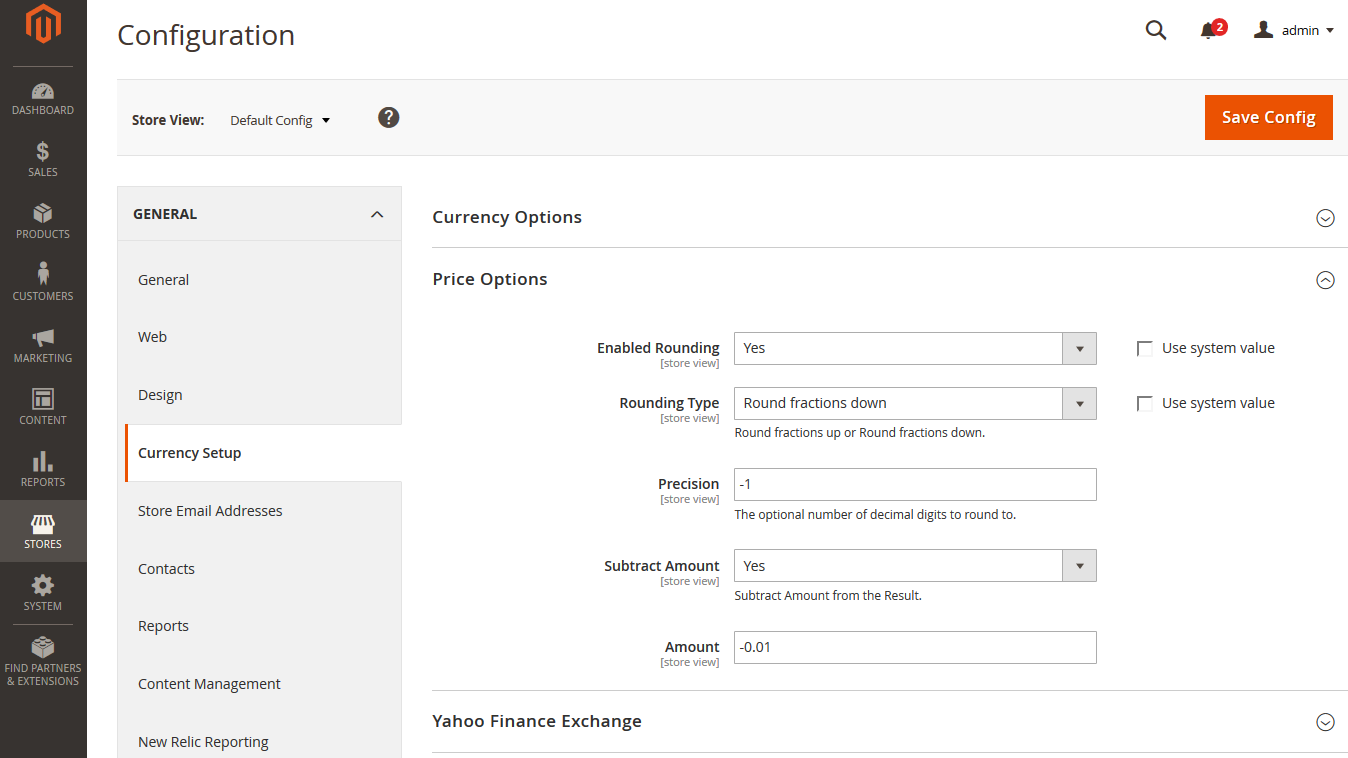 Configuration
2
admin
Store View:
Default Config
?
Save Config
DASHBOARD
SALES
PRODUCTS
CUSTOMERS
MARKETING
CONTENT
REPORTS
STORES
SYSTEM
FIND PARTNERS
& EXTENSIONS
GENERAL
General
Web
Design
Currency Setup
Store Email Addresses
Contacts
Reports
Content Management
New Relic Reporting
Currency Options
Price Options
Enabled Rounding
[store view]
Yes
Use system value
Rounding Type
[store view]
Round fractions down
Use system value
Round fractions up or Round fractions down.
Precision
[store view]
-1
The optional number of decimal digits to round to.
Subtract Amount
[store view]
Yes
Subtract Amount from the Result.
Amount
[store view]
-0.01
Yahoo Finance Exchange